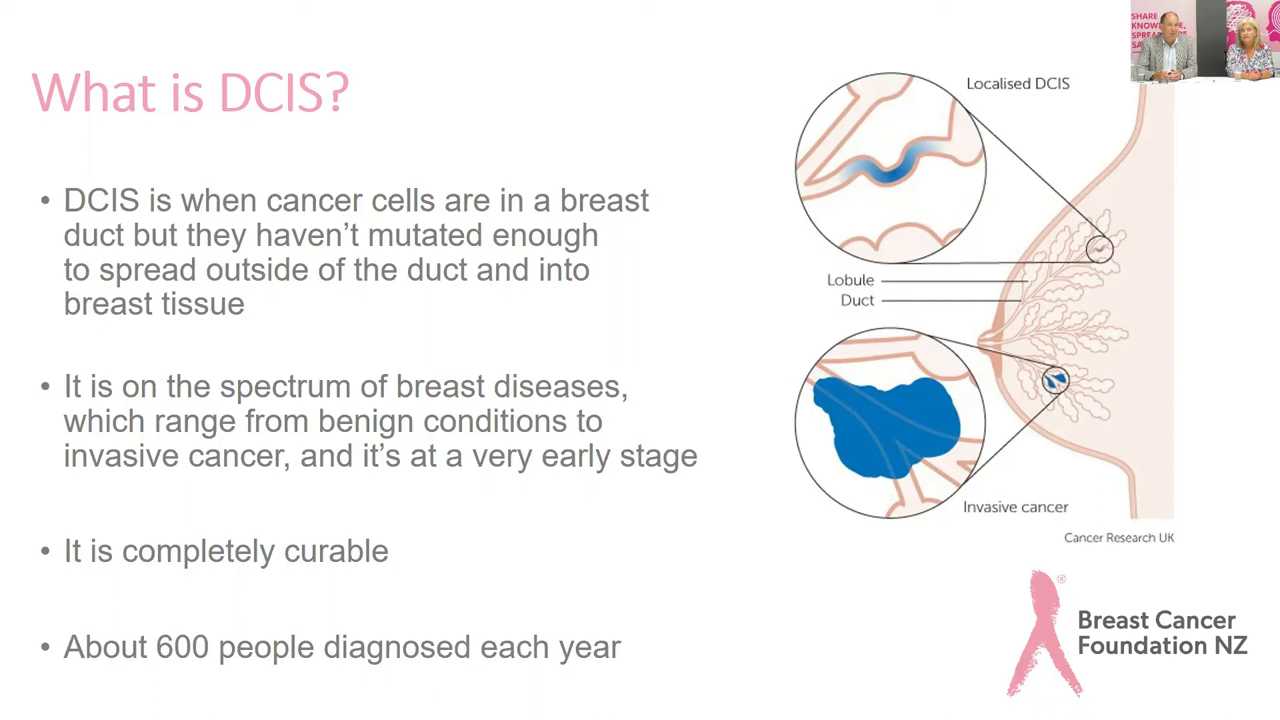 What is DCIS?
• DCIS is when cancer cells are in a breast
duct but they haven’t mutated enough
to spread outside of the duct and into
breast tissue
• It is on the spectrum of breast diseases,
which range from benign conditions to
invasive cancer, and it’s at a very early stage
• It is completely curable
• About 600 people diagnosed each year
Localised DCIS
Lobule
Duct
Invasive cancer
Cancer Research UK
®
Breast Cancer
Foundation NZ
SHARE